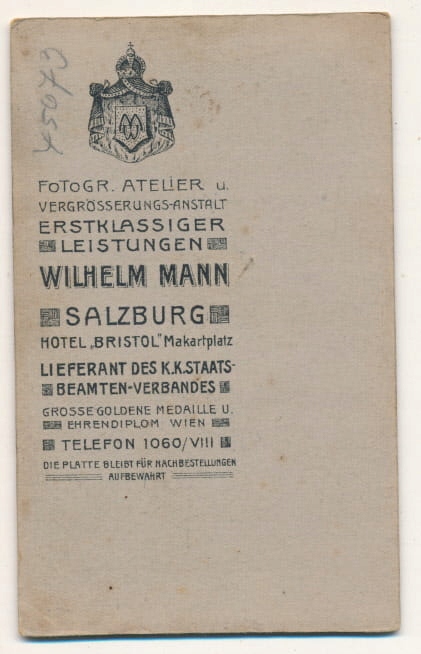 45073
FOTOGR. ATELIER u.
VERGRÖSSERUNGS-ANSTALT
ERSTKLASSIGER
LEISTUNGEN
WILHELM MANN
SALZBURG
HOTEL „BRISTOL" Makartplatz
LIEFERANT DES K.K.STAATS-
BEAMTEN-VERBANDES
GROSSE GOLDENE MEDAILLE U.
EHRENDIPLOM WIEN
TELEFON 1060/VIII
DIE PLATTE BLEIBT FÜR NACHBESTELLUNGEN
AUFBEWAHRT